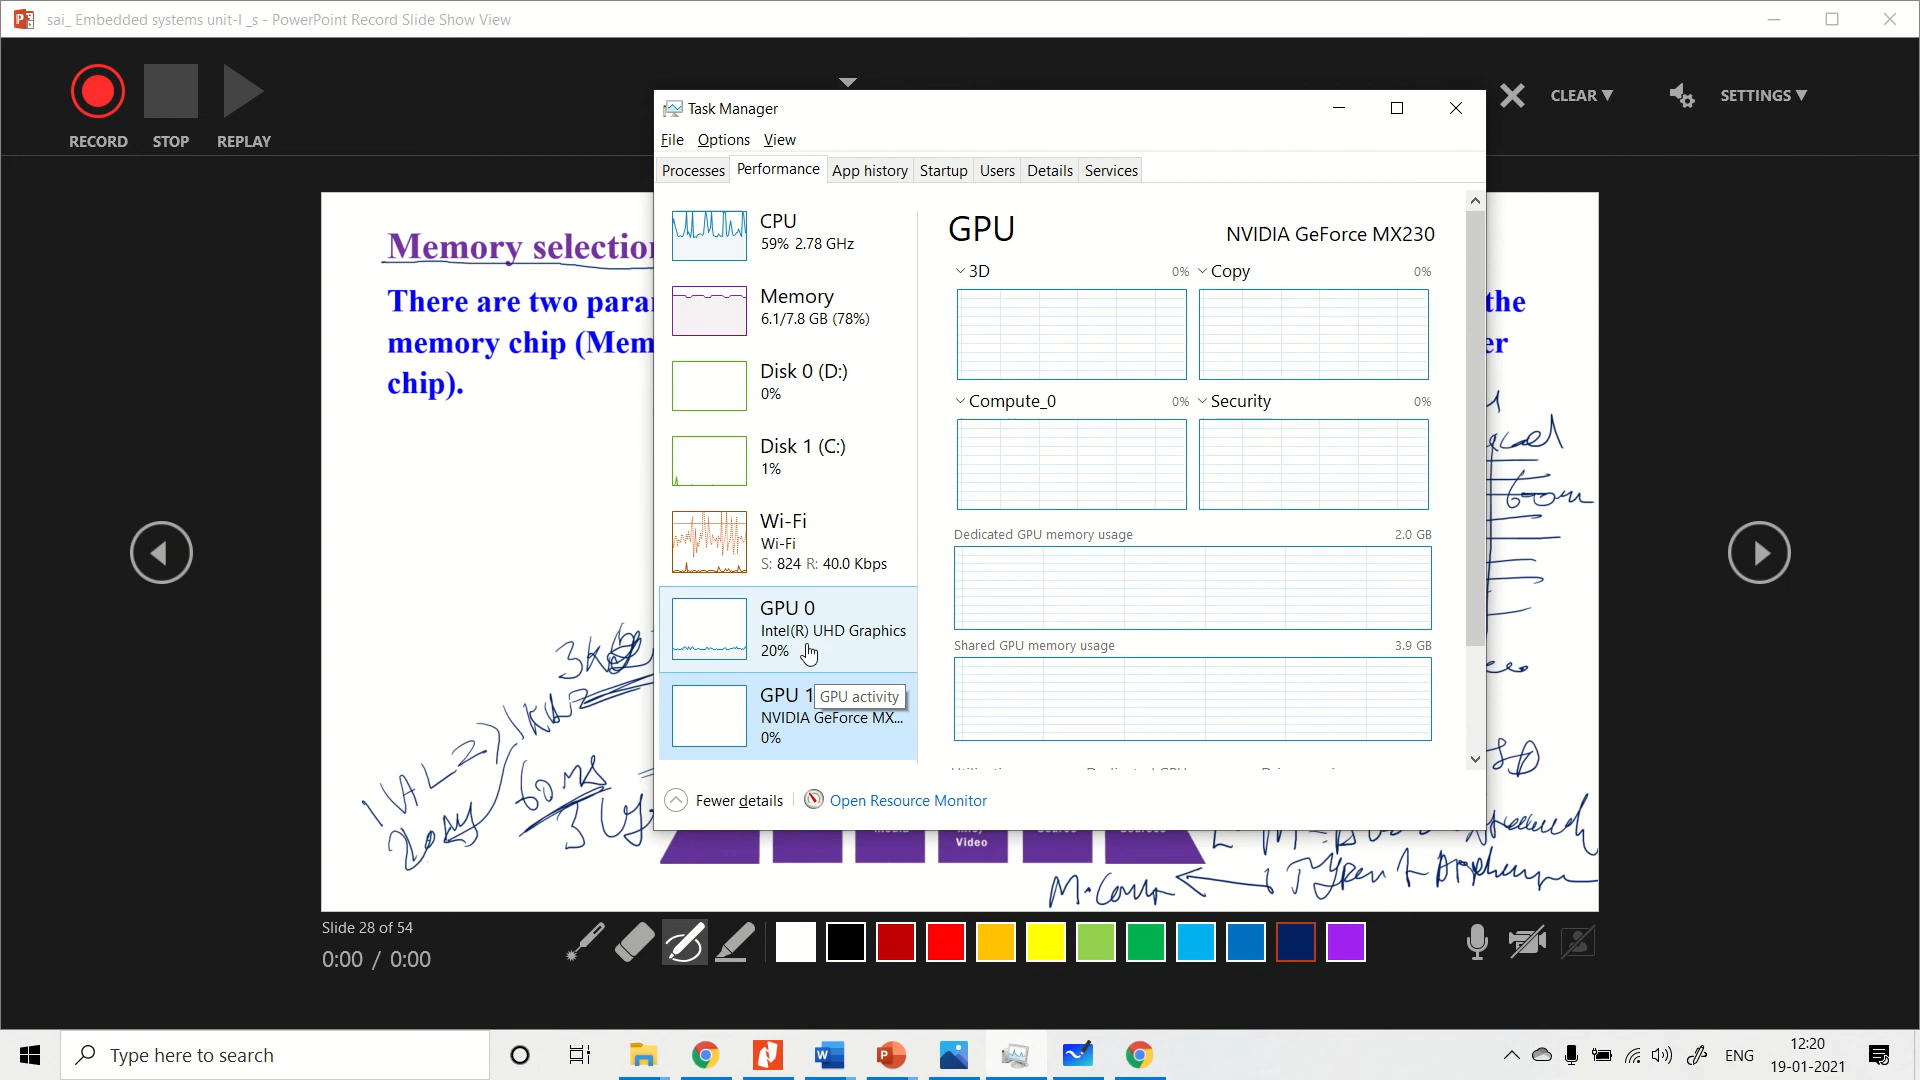 sai_ Embedded systems unit-I _s - PowerPoint Record Slide Show View
RECORD STOP REPLAY
CLEAR ▼ SETTINGS ▼
Task Manager
File Options View
Processes Performance App history Startup Users Details Services
CPU
59% 2.78 GHz
Memory
6.1/7.8 GB (78%)
Disk 0 (D:)
0%
Disk 1 (C:)
1%
Wi-Fi
Wi-Fi
S: 824 R: 40.0 Kbps
GPU 0
Intel(R) UHD Graphics
20%
GPU 1
NVIDIA GeForce MX...
0%
GPU activity
GPU NVIDIA GeForce MX230
3D 0% Copy 0%
Compute_0 0% Security 0%
Dedicated GPU memory usage 2.0 GB
Shared GPU memory usage 3.9 GB
Fewer details Open Resource Monitor
Memory selection
There are two para the
memory chip (Mem er
chip).
60ns
Video
Slide 28 of 54
0:00 / 0:00
Type here to search
ENG
12:20
19-01-2021